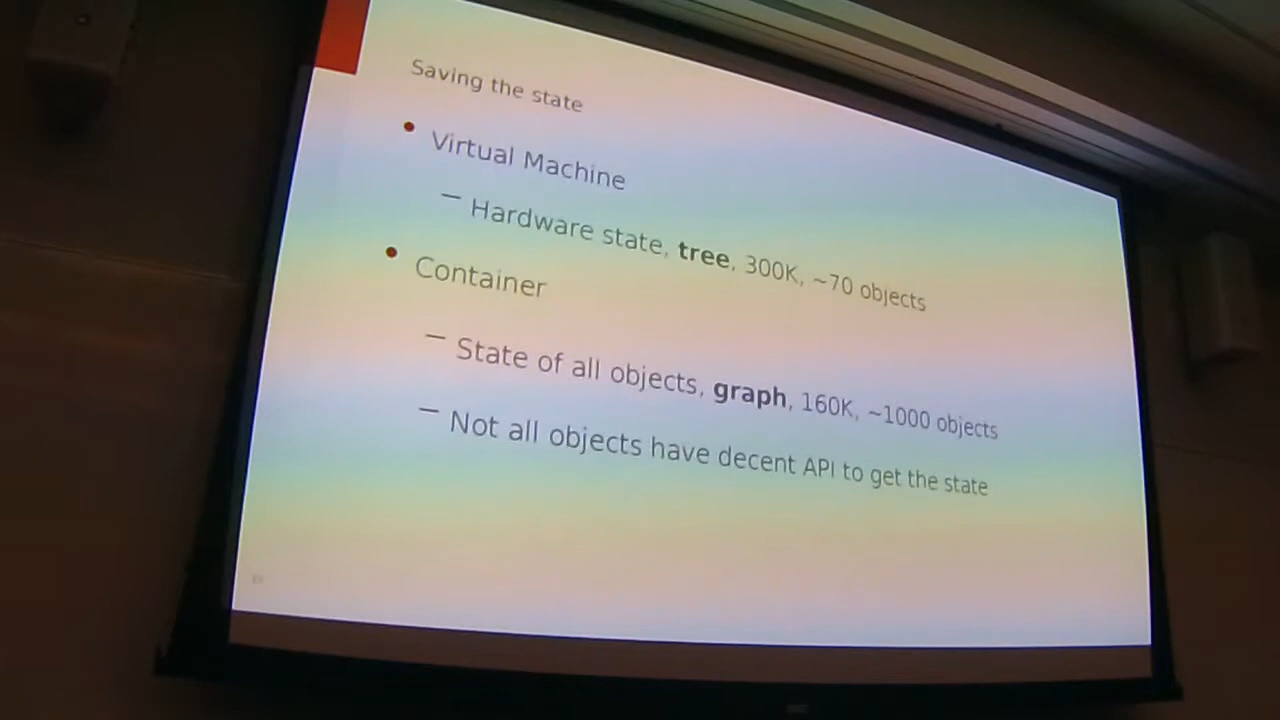 Saving the state
• Virtual Machine
– Hardware state, tree, 300K, ~70 objects
• Container
– State of all objects, graph, 160K, ~1000 objects
– Not all objects have decent API to get the state